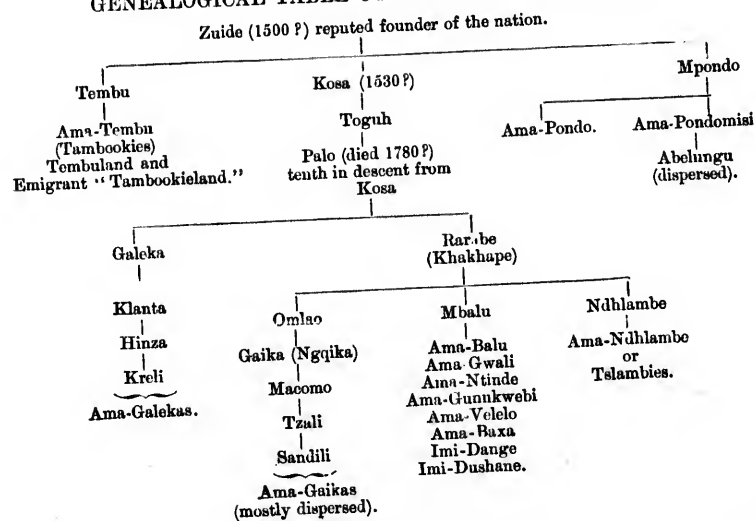 GENEALOGICAL TABLE
Zuide (1500 ?) reputed founder of the nation.
Tembu
Kosa (1530 ?)
Mpondo
Ama-Tembu
(Tambookies)
Tembuland and
Emigrant “ Tambookieland.”
Toguh
Ama-Pondo.
Ama-Pondomisi
Palo (died 1780 ?)
tenth in descent from
Kosa
Abelungu
(dispersed).
Galeka
Rarabe
(Khakhape)
Klanta
Omlao
Mbalu
Ndhlambe
Hinza
Gaika (Ngqika)
Ama-Balu
Ama-Ndhlambe
or
Tslambies.
Kreli
Macomo
Ama-Gwali
Ama-Ntinde
Ama-Galekas.
Tzali
Ama-Gunukwebi
Ama-Velelo
Sandili
Ama-Baxa
Imi-Dange
Imi-Dushane.
Ama-Gaikas
(mostly dispersed).